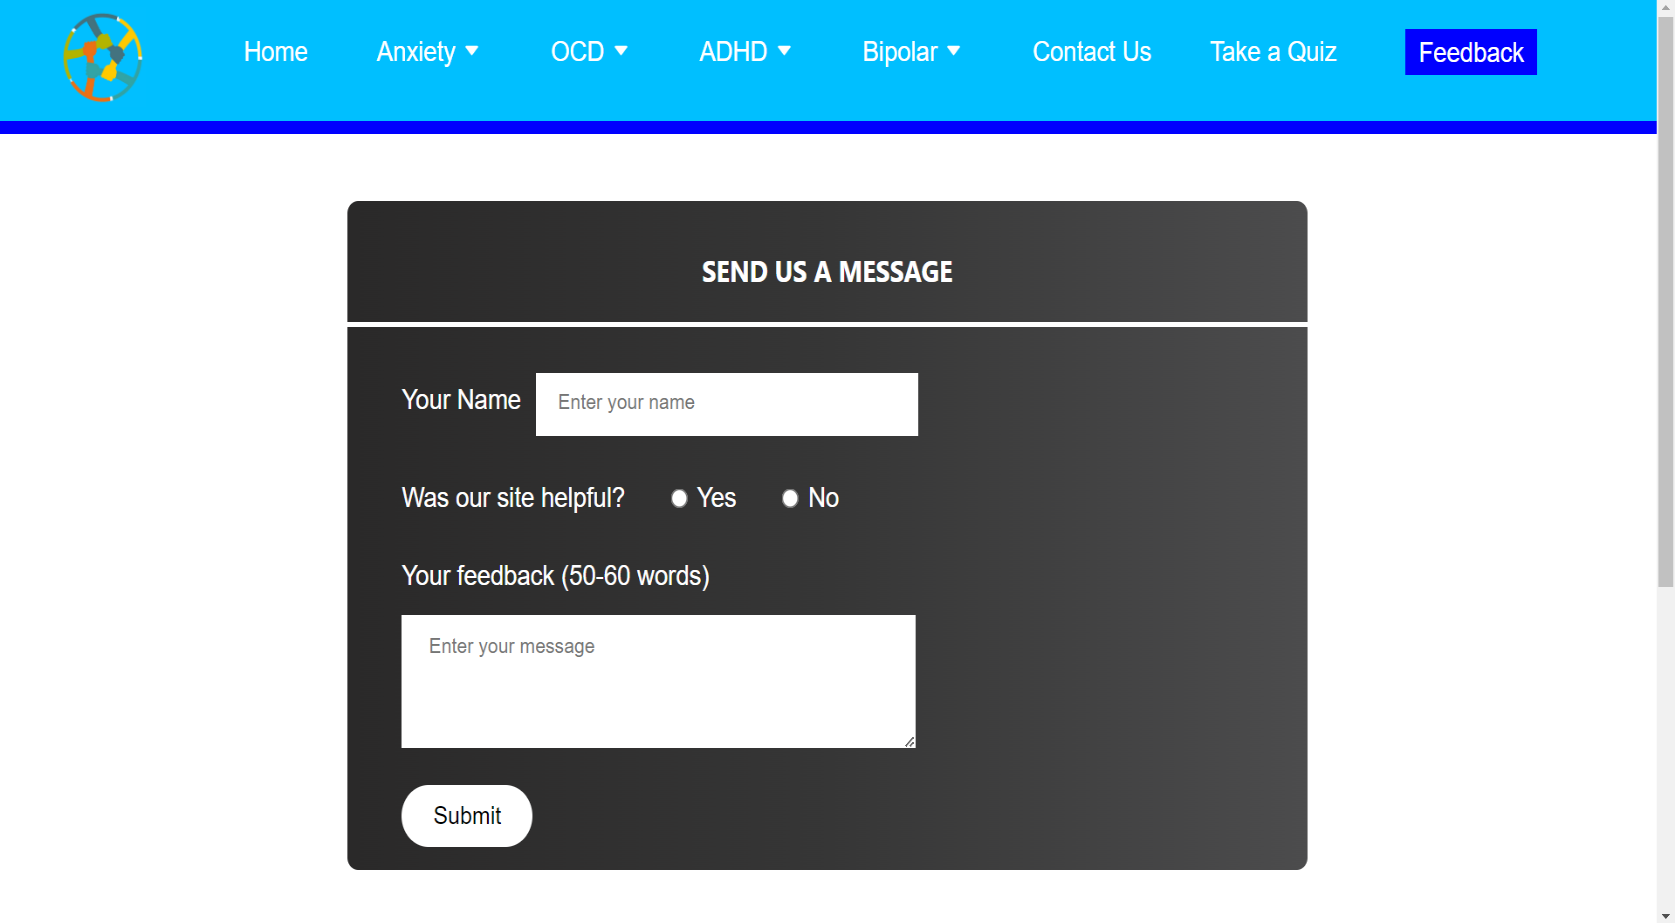 Home Anxiety OCD ADHD Bipolar Contact Us Take a Quiz Feedback
SEND US A MESSAGE
Your Name Enter your name
Was our site helpful? Yes No
Your feedback (50-60 words)
Enter your message
Submit